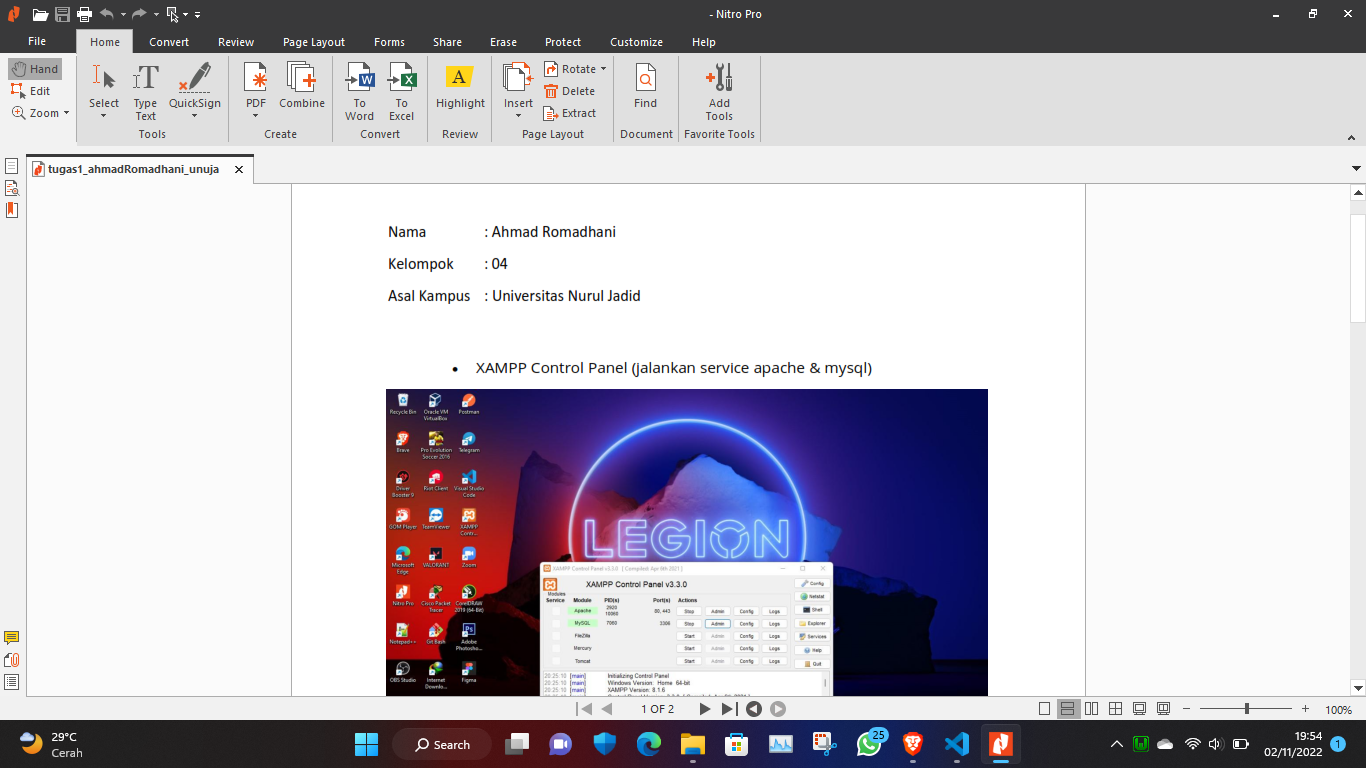 - Nitro Pro
File
Home
Convert
Review
Page Layout
Forms
Share
Erase
Protect
Customize
Help
Hand
Edit
Zoom
Select
Type
Text
QuickSign
Tools
PDF
Combine
Create
To
Word
To
Excel
Convert
Highlight
Review
Insert
Rotate
Delete
Extract
Page Layout
Find
Document
Add
Tools
Favorite Tools
tugas1_ahmadRomadhani_unuja
Nama : Ahmad Romadhani
Kelompok : 04
Asal Kampus : Universitas Nurul Jadid
• XAMPP Control Panel (jalankan service apache & mysql)
Recycle Bin
Oracle VM
VirtualBox
Postman
Brave
Pro Evolution
Soccer 2016
Telegram
Driver
Booster 9
Riot Client
Visual Studio
Code
GOM Player
TeamViewer
XAMPP
Contr...
Microsoft
Edge
VALORANT
Zoom
Nitro Pro
Cisco Packet
Tracer
CorelDRAW
2019 (64-Bit)
Notepad++
Git Bash
Adobe
Photosho...
OBS Studio
Internet
Downlo...
Figma
LEGION
XAMPP Control Panel v3.3.0 [ Compiled: Apr 6th 2021 ]
XAMPP Control Panel v3.3.0
Config
Modules
Service Module PID(s) Port(s) Actions
Netstat
Apache 2920
10060 80, 443 Stop Admin Config Logs
Shell
MySQL 7060 3306 Stop Admin Config Logs
Explorer
FileZilla Start Admin Config Logs
Services
Mercury Start Admin Config Logs
Help
Tomcat Start Admin Config Logs
Quit
20:25:10 [main] Initializing Control Panel
20:25:10 [main] Windows Version: Home 64-bit
20:25:10 [main] XAMPP Version: 8.1.6
1 OF 2
100%
29°C
Cerah
Search
25
19:54
02/11/2022
1